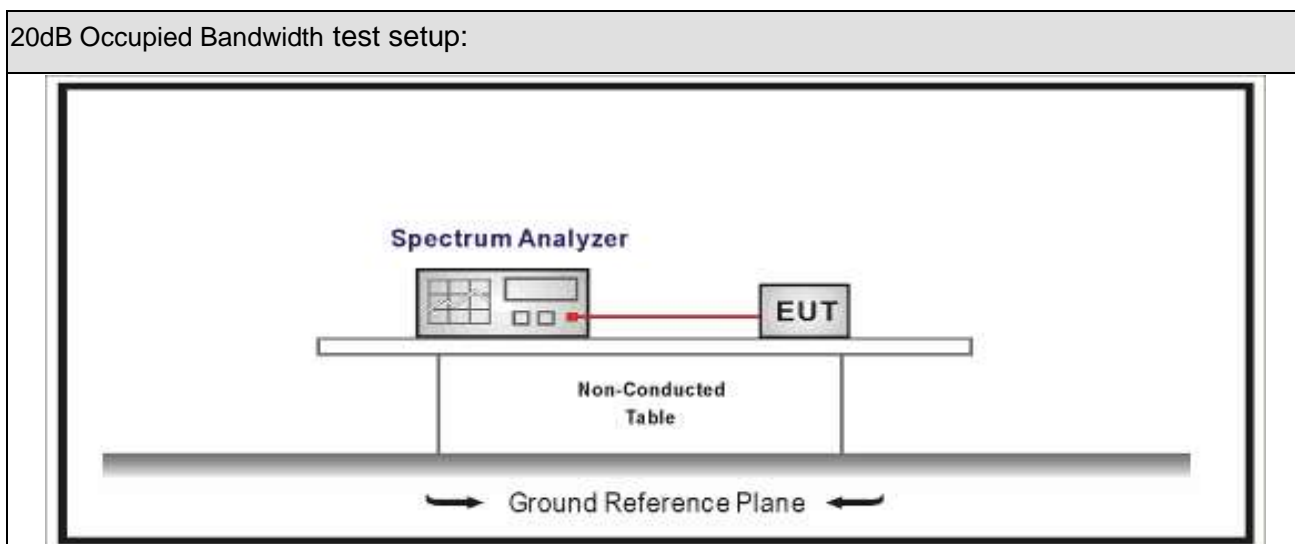 20dB Occupied Bandwidth test setup:
Spectrum Analyzer
EUT
Non-Conducted
Table
Ground Reference Plane